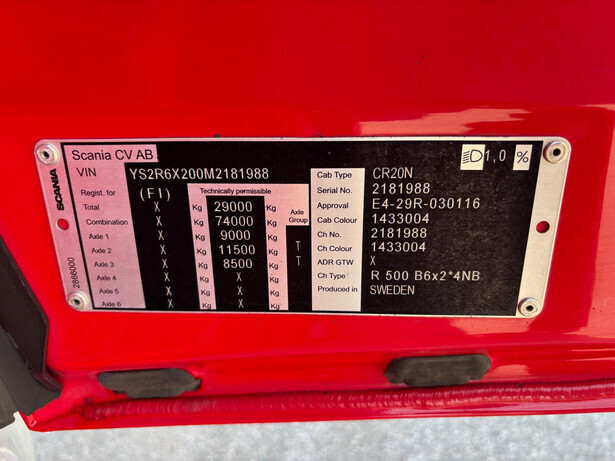 Scania CV AB 1,0 %
VIN YS2R6X200M2181988 Cab Type CR20N
Regist. for (FI) Technically permissible Axle Group Serial No. 2181988
Total X Kg 29000 Kg Approval E4-29R-030116
Combination X Kg 74000 Kg Cab Colour 1433004
Axle 1 X Kg 9000 Kg Ch No. 2181988
Axle 2 X Kg 11500 Kg T Ch Colour 1433004
Axle 3 X Kg 8500 Kg T ADR GTW X
Axle 4 X Kg X Kg Ch Type R 500 B6x2*4NB
Axle 5 X Kg X Kg Produced in SWEDEN
Axle 6 X Kg X Kg
SCANIA
2866000